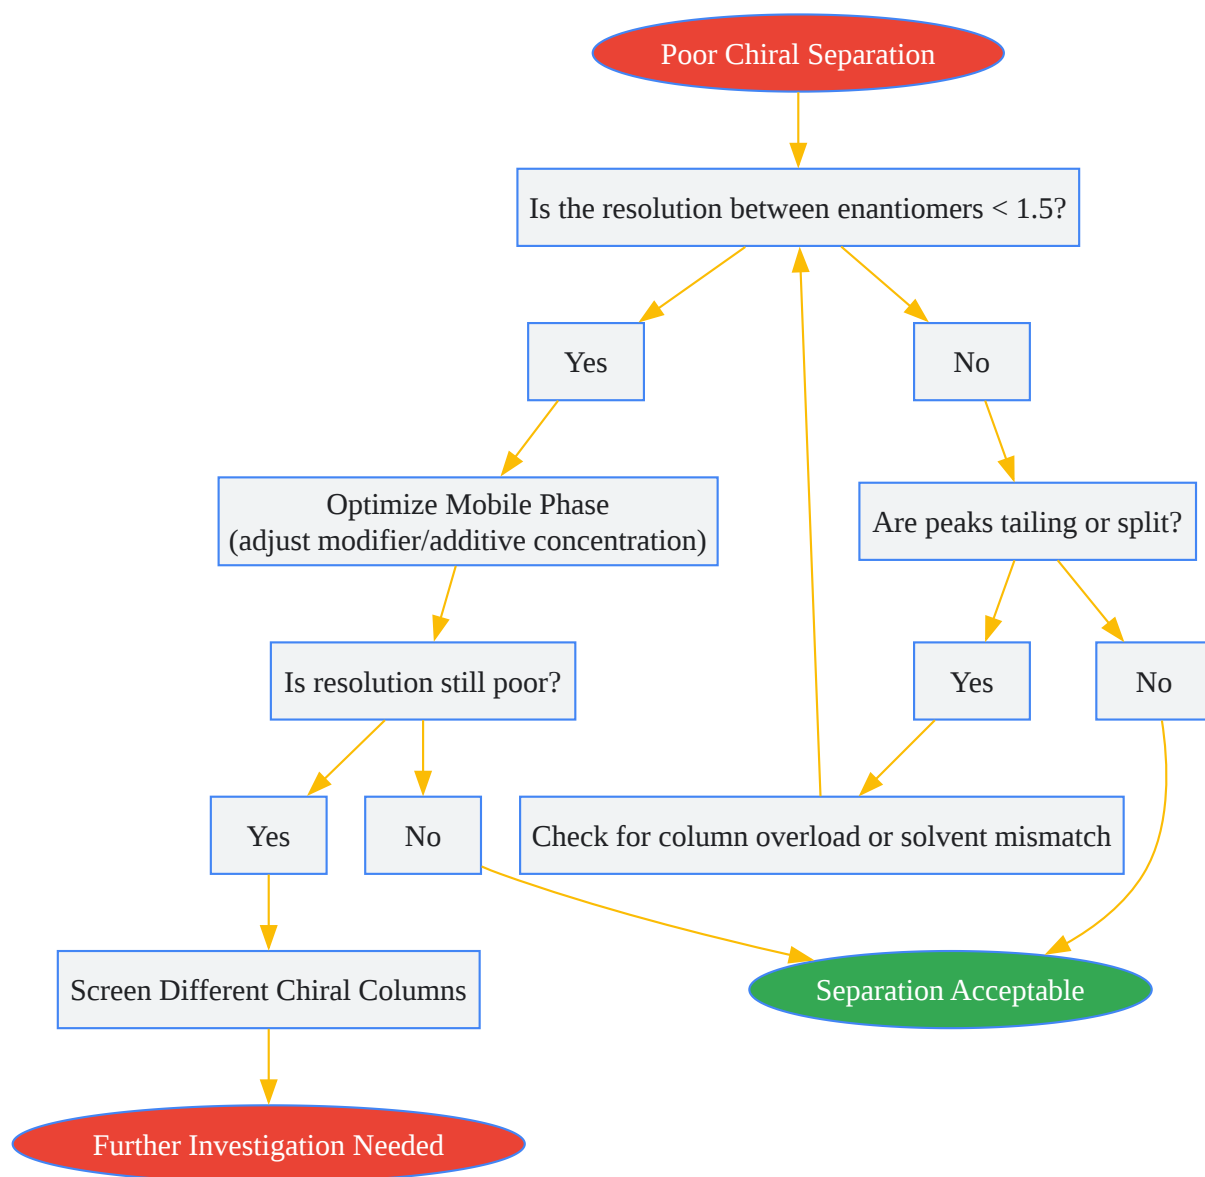 Poor Chiral Separation
Is the resolution between enantiomers < 1.5?
Yes
No
Optimize Mobile Phase
(adjust modifier/additive concentration)
Are peaks tailing or split?
Is resolution still poor?
Yes
No
Yes
No
Check for column overload or solvent mismatch
Screen Different Chiral Columns
Separation Acceptable
Further Investigation Needed